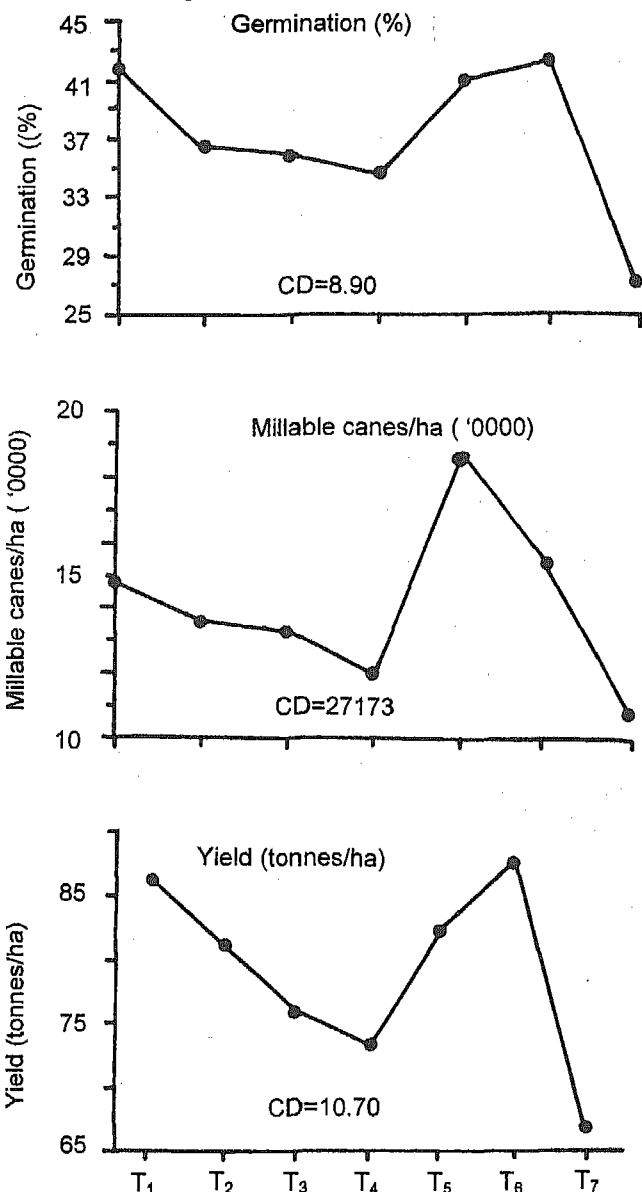 Germination (%)
45
41
37
33
29
25
Germination ((%)
CD=8.90
Millable canes/ha ( '0000)
20
15
10
Millable canes/ha ( '0000)
CD=27173
Yield (tonnes/ha)
85
75
65
Yield (tonnes/ha)
CD=10.70
T₁ T₂ T₃ T₄ T₅ T₆ T₇